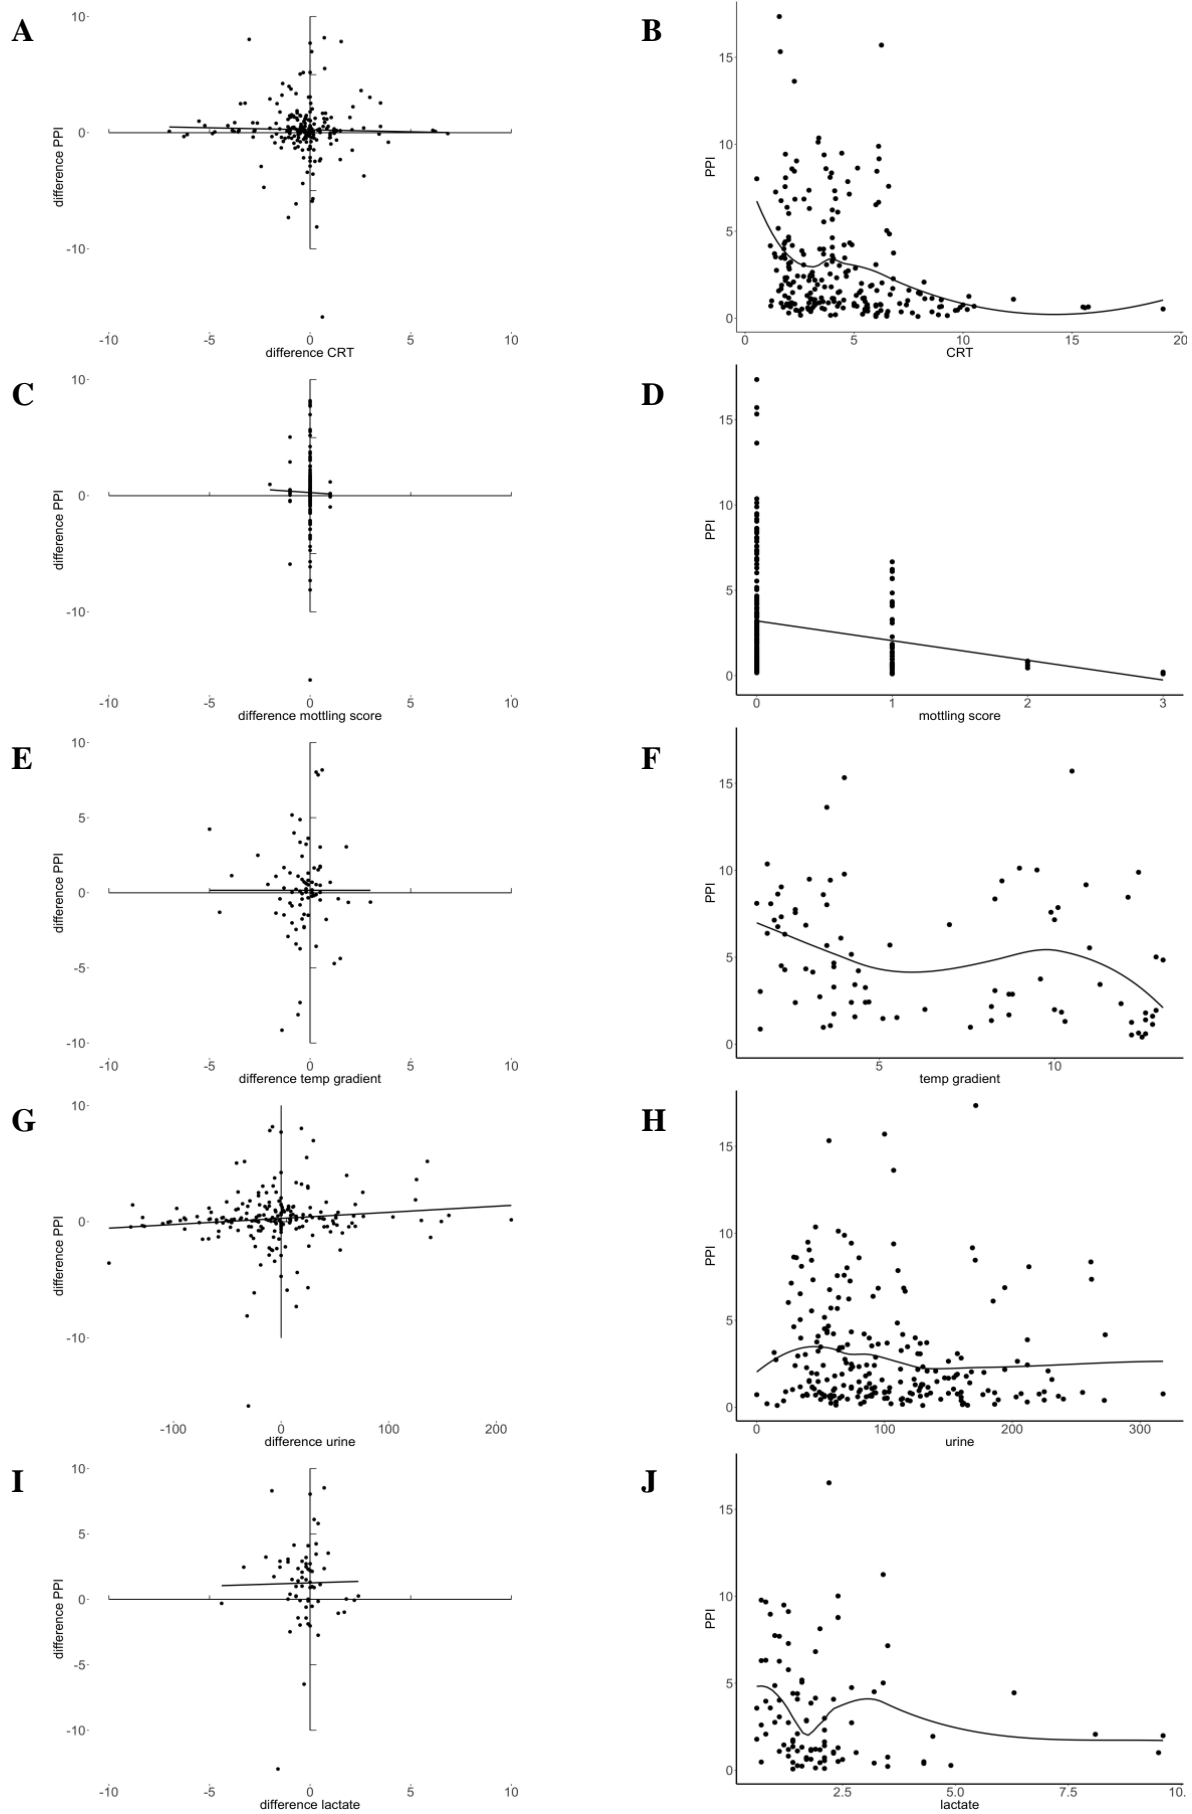 A
10
0
-10
difference PPI
-10 -5 0 5 10
difference CRT
B
15
10
5
0
PPI
0 5 10 15 20
CRT
C
10
0
-10
difference PPI
-10 -5 0 5 10
difference mottling score
D
15
10
5
0
PPI
0 1 2 3
mottling score
E
10
5
0
-5
-10
difference PPI
-10 -5 0 5 10
difference temp gradient
F
15
10
5
0
PPI
5 10
temp gradient
G
10
0
-10
difference PPI
-100 0 100 200
difference urine
H
15
10
5
0
PPI
0 100 200 300
urine
I
10
5
0
-5
-10
difference PPI
-10 -5 0 5 10
difference lactate
J
15
10
5
0
PPI
2.5 5.0 7.5 10.
lactate